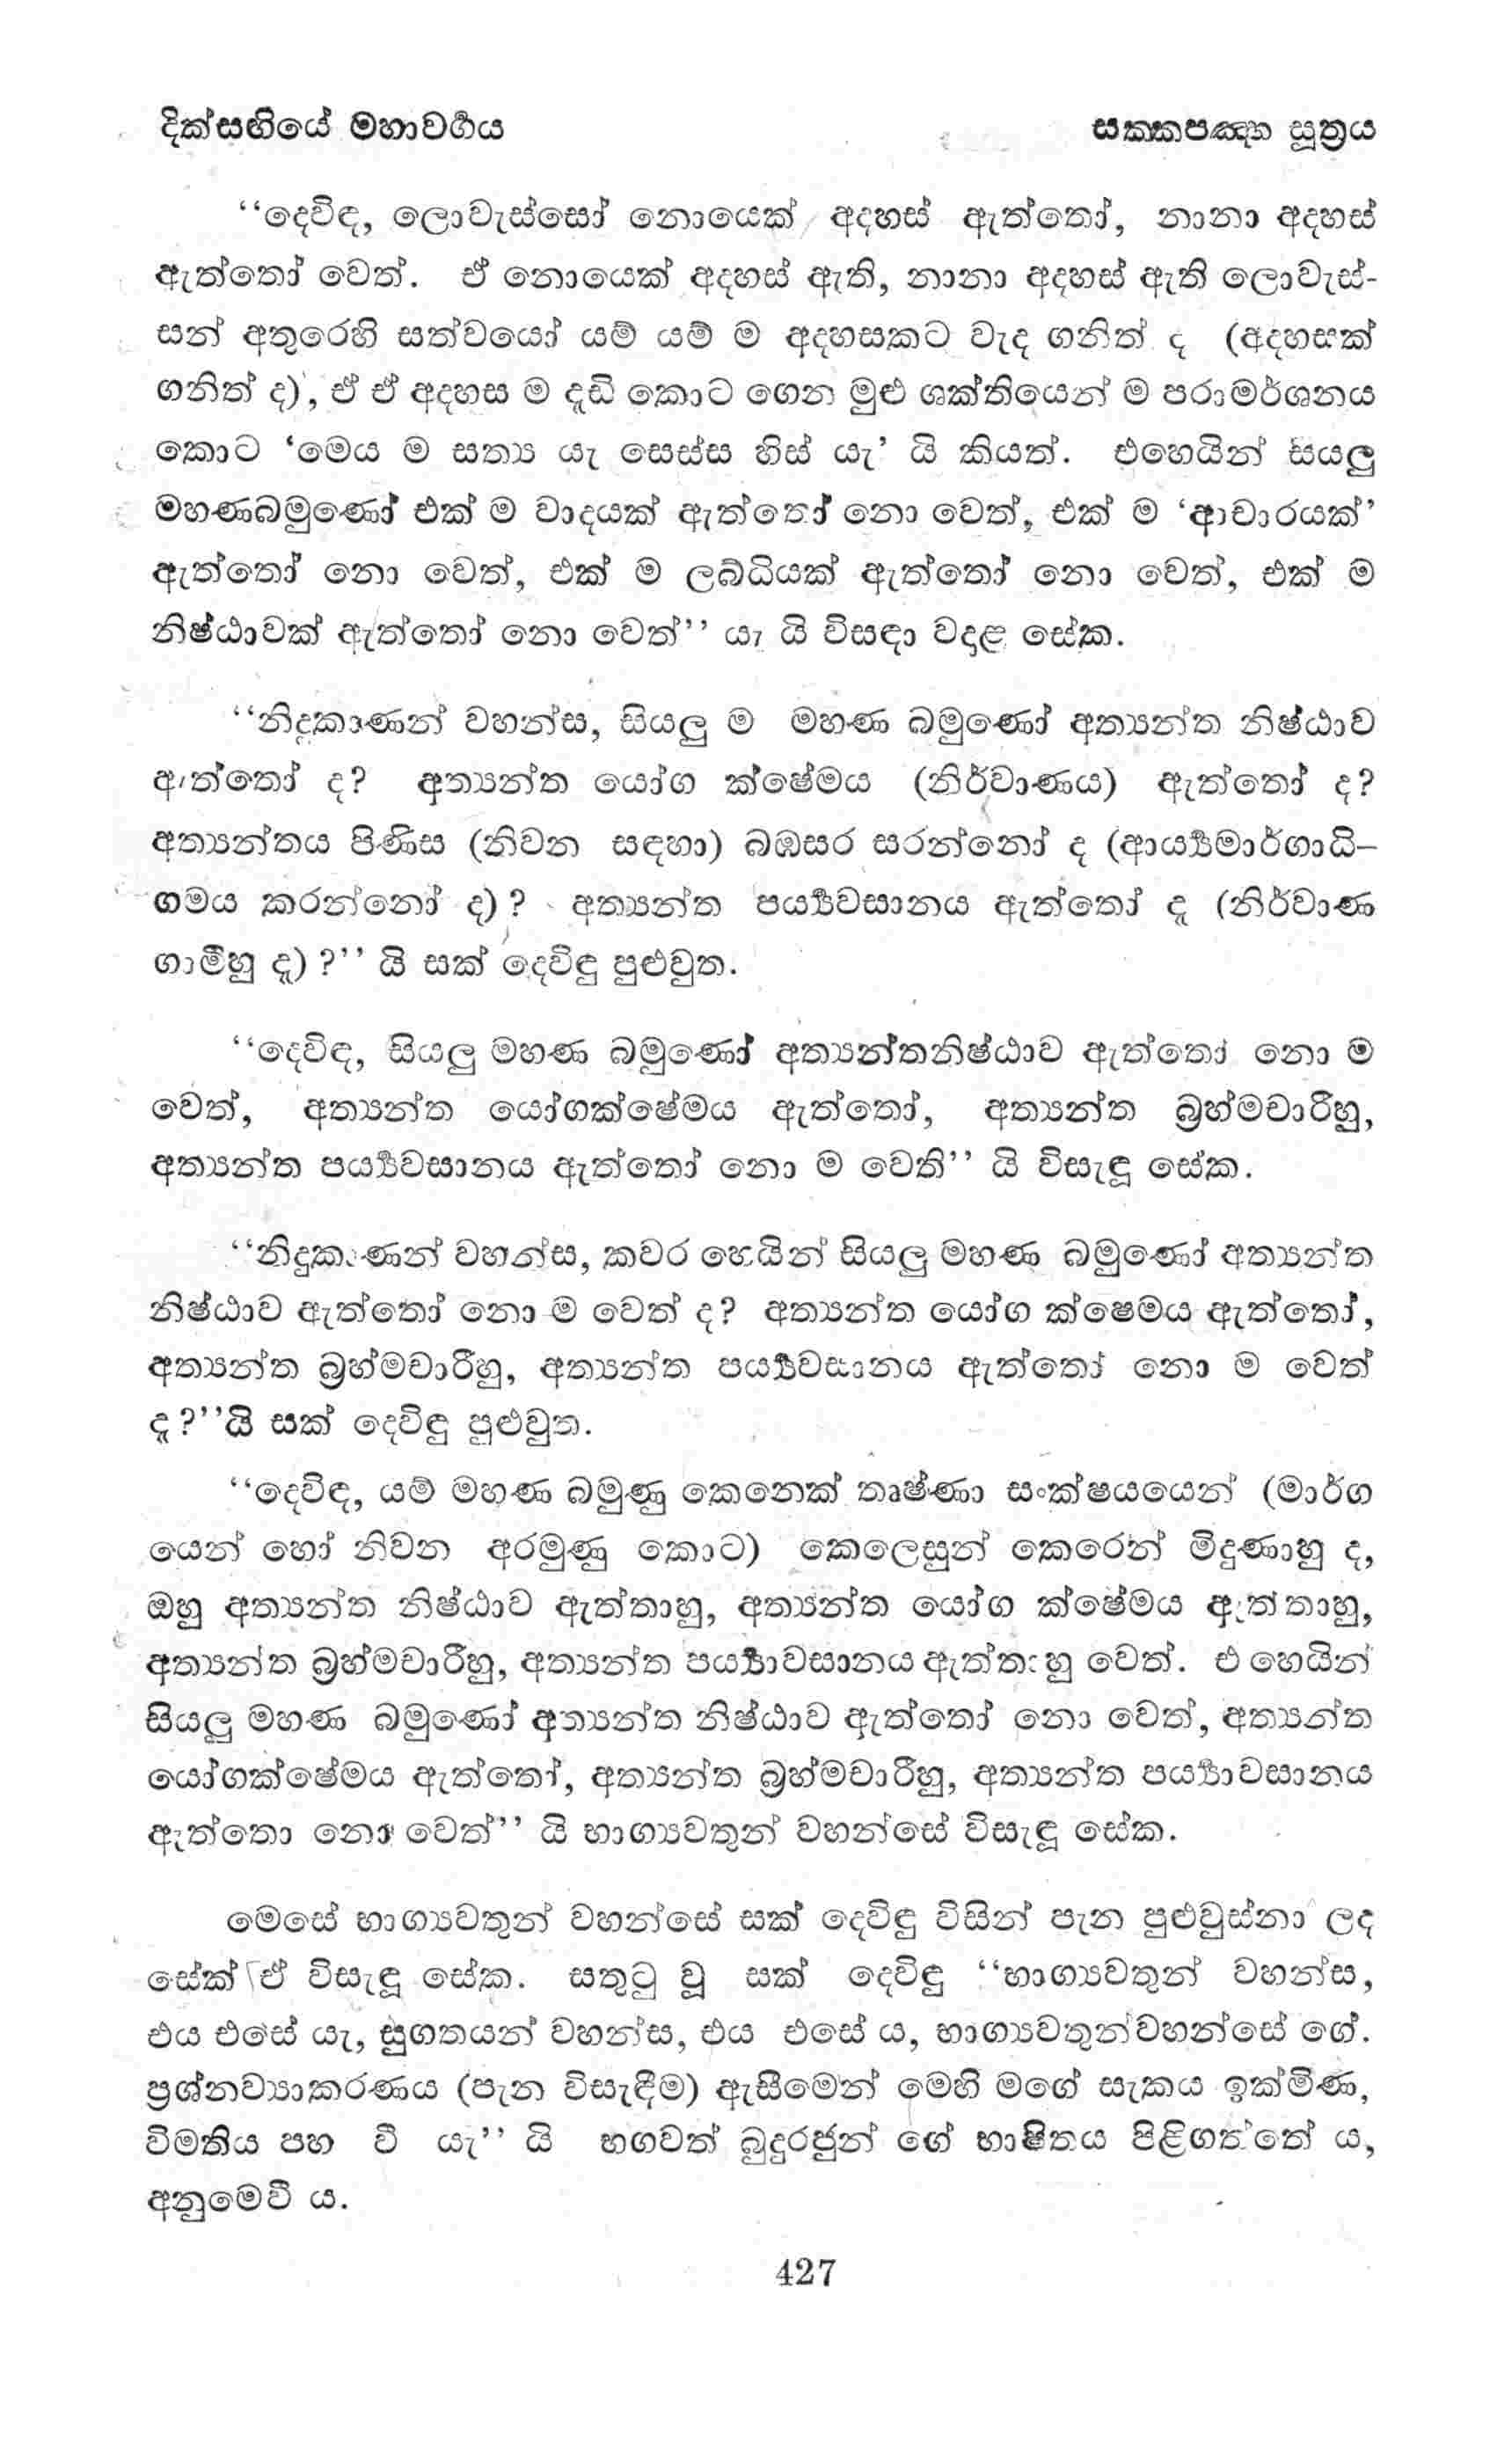 දික්සඟියේ මහාවර්‍ගය සක්කපඤ්හ සූත්‍රය
“දෙවිඳ, ලොවැස්සෝ නොයෙක් අදහස් ඇත්තෝ, නානා අදහස්
ඇත්තෝ වෙත්. ඒ නොයෙක් අදහස් ඇති, නානා අදහස් ඇති ලොවැස්-
සන් අතුරෙහි සත්වයෝ යම් යම් ම අදහසකට වැද ගනිත් ද (අදහසක්
ගනිත් ද), ඒ ඒ අදහස ම දැඩි කොට ගෙන මුළු ශක්තියෙන් ම පරාමර්ශනය
කොට ‘මෙය ම සත්‍ය යැ සෙස්ස හිස් යැ’ යි කියත්. එහෙයින් සියලු
මහණබමුණෝ එක් ම වාදයක් ඇත්තෝ නො වෙත්, එක් ම ‘ආචාරයක්’
ඇත්තෝ නො වෙත්, එක් ම ලබ්ධියක් ඇත්තෝ නො වෙත්, එක් ම
නිෂ්ඨාවක් ඇත්තෝ නො වෙත්” යැ යි විසඳා වදාළ සේක.
“නිදුකාණන් වහන්ස, සියලු ම මහණ බමුණෝ අත්‍යන්ත නිෂ්ඨාව
ඇත්තෝ ද? අත්‍යන්ත යෝග ක්ෂේමය (නිර්වාණය) ඇත්තෝ ද?
අත්‍යන්තය පිණිස (නිවන සඳහා) බඹසර සරන්නෝ ද (ආර්‍ය්‍යමාර්ගාධි–
ගමය කරන්නෝ ද) ? අත්‍යන්ත පර්‍ය්‍යවසානය ඇත්තෝ ද (නිර්වාණ
ගාමීහු ද) ?” යි සක් දෙවිඳු පුළුවුත.
“දෙවිඳ, සියලු මහණ බමුණෝ අත්‍යන්තනිෂ්ඨාව ඇත්තෝ නො ම
වෙත්, අත්‍යන්ත යෝගක්ෂේමය ඇත්තෝ, අත්‍යන්ත බ්‍රහ්මචාරීහු,
අත්‍යන්ත පර්‍ය්‍යවසානය ඇත්තෝ නො ම වෙති” යි විසැඳූ සේක.
“නිදුකාණන් වහන්ස, කවර හෙයින් සියලු මහණ බමුණෝ අත්‍යන්ත
නිෂ්ඨාව ඇත්තෝ නො ම වෙත් ද? අත්‍යන්ත යෝග ක්ෂෙමය ඇත්තෝ,
අත්‍යන්ත බ්‍රහ්මචාරීහු, අත්‍යන්ත පර්‍ය්‍යවසානය ඇත්තෝ නො ම වෙත්
ද ?”යි සක් දෙවිඳු පුළුවුත.
“දෙවිඳ, යම් මහණ බමුණු කෙනෙක් තෘෂ්ණා සංක්ෂයයෙන් (මාර්ග
යෙන් හෝ නිවන අරමුණු කොට) කෙලෙසුන් කෙරෙන් මිදුණාහු ද,
ඔහු අත්‍යන්ත නිෂ්ඨාව ඇත්තාහු, අත්‍යන්ත යෝග ක්ෂේමය ඇත්තාහු,
අත්‍යන්ත බ්‍රහ්මචාරීහු, අත්‍යන්ත පර්‍ය්‍යාවසානය ඇත්තාහු වෙත්. එ හෙයින්
සියලු මහණ බමුණෝ අත්‍යන්ත නිෂ්ඨාව ඇත්තෝ නො වෙත්, අත්‍යන්ත
යෝගක්ෂේමය ඇත්තෝ, අත්‍යන්ත බ්‍රහ්මචාරීහු, අත්‍යන්ත පර්‍ය්‍යාවසානය
ඇත්තො නො වෙත්” යි භාග්‍යවතුන් වහන්සේ විසැඳූ සේක.
මෙසේ භාග්‍යවතුන් වහන්සේ සක් දෙවිඳු විසින් පැන පුළුවුස්නා ලද
සේක් ඒ විසැඳූ සේක. සතුටු වූ සක් දෙවිඳු “භාග්‍යවතුන් වහන්ස,
එය එසේ යැ, සුගතයන් වහන්ස, එය එසේ ය, භාග්‍යවතුන්වහන්සේ ගේ.
ප්‍රශ්නව්‍යාකරණය (පැන විසැඳීම) ඇසීමෙන් මෙහි මගේ සැකය ඉක්මිණ,
විමතිය පහ වී යැ” යි භගවත් බුදුරජුන් ගේ භාෂිතය පිළිගත්තේ ය,
අනුමෙවී ය.
427